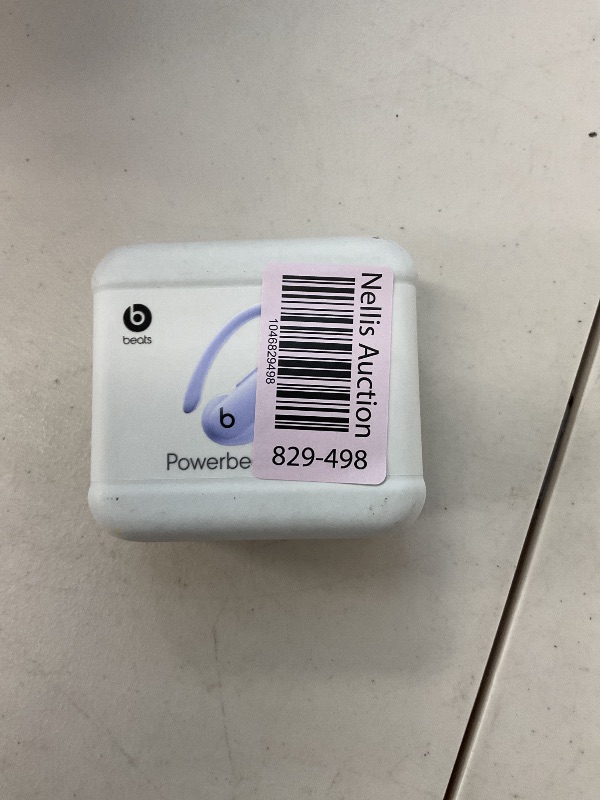 b
beats
b
Powerbe
Nellis Auction
1046829498
829-498